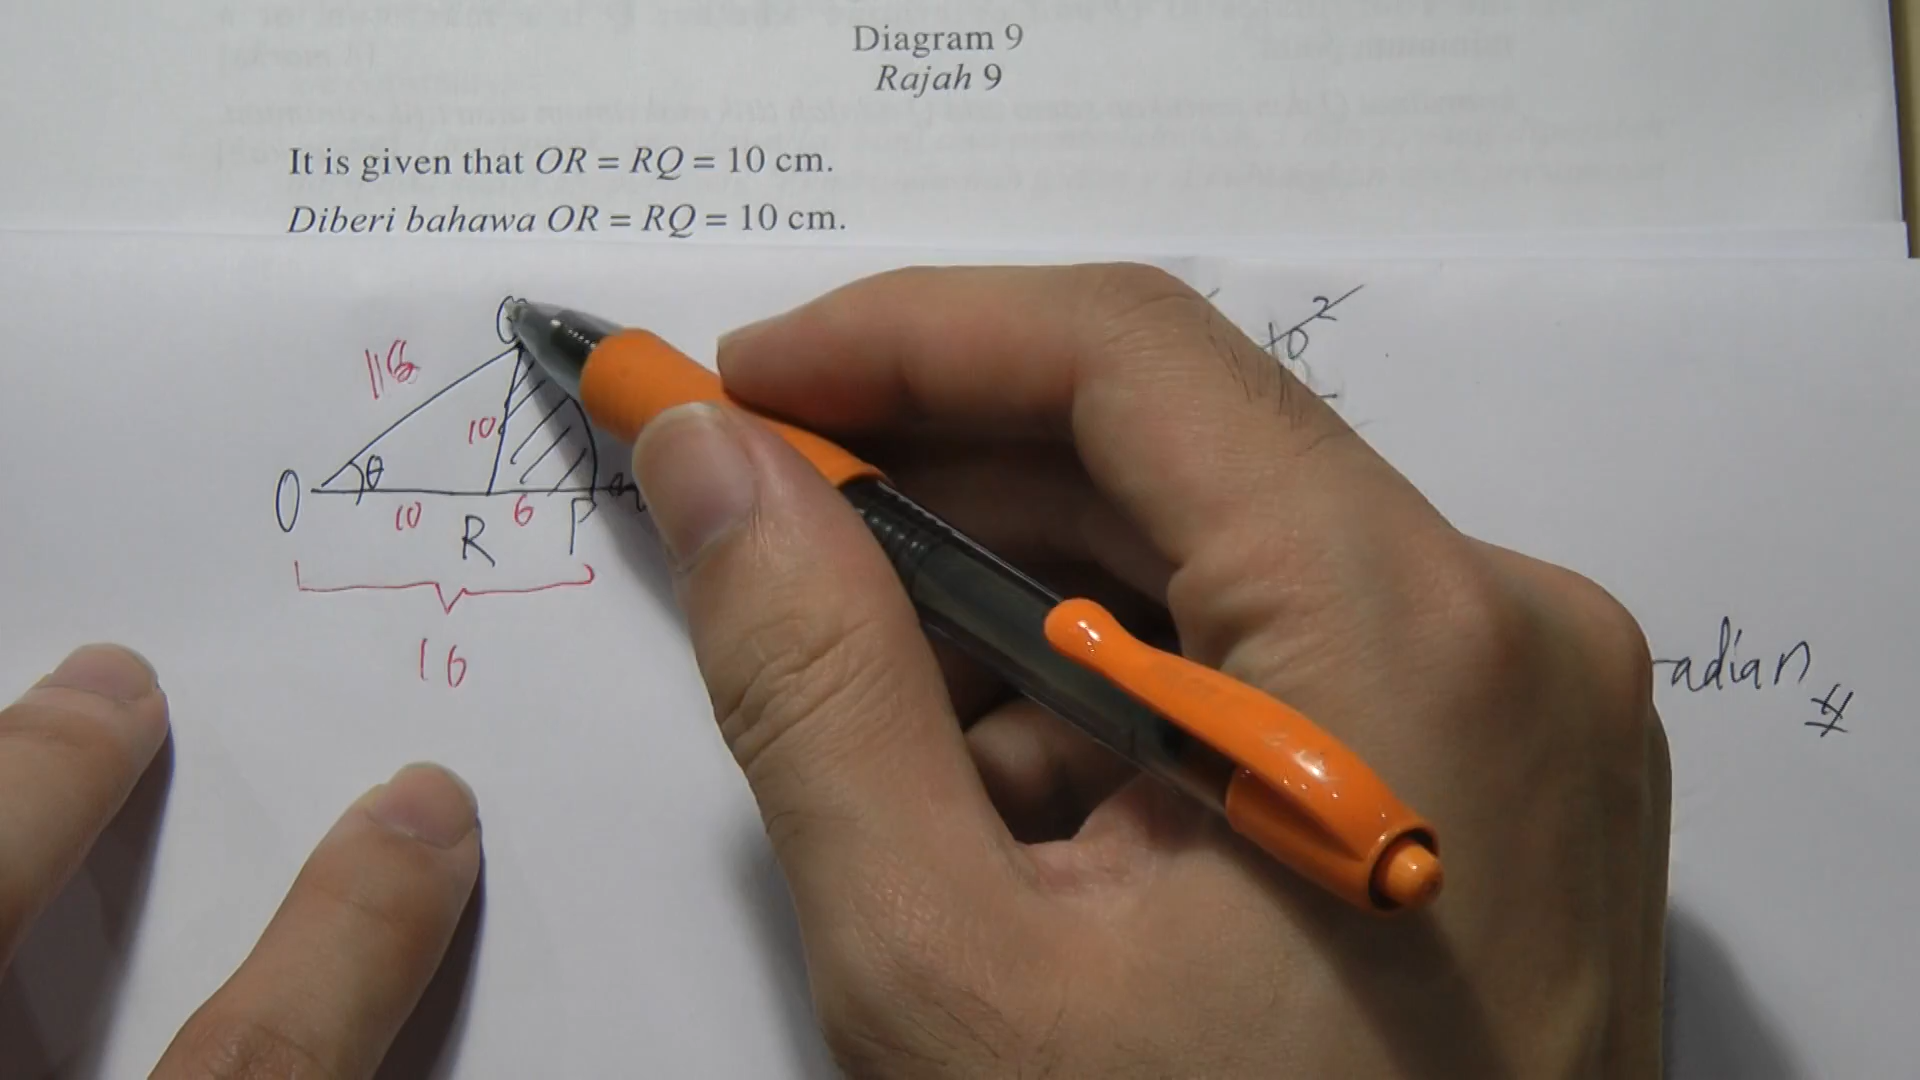 Diagram 9
Rajah 9
It is given that OR = RQ = 10 cm.
Diberi bahawa OR = RQ = 10 cm.
10²
16
10
O
θ
10
R
6
P
16
radian